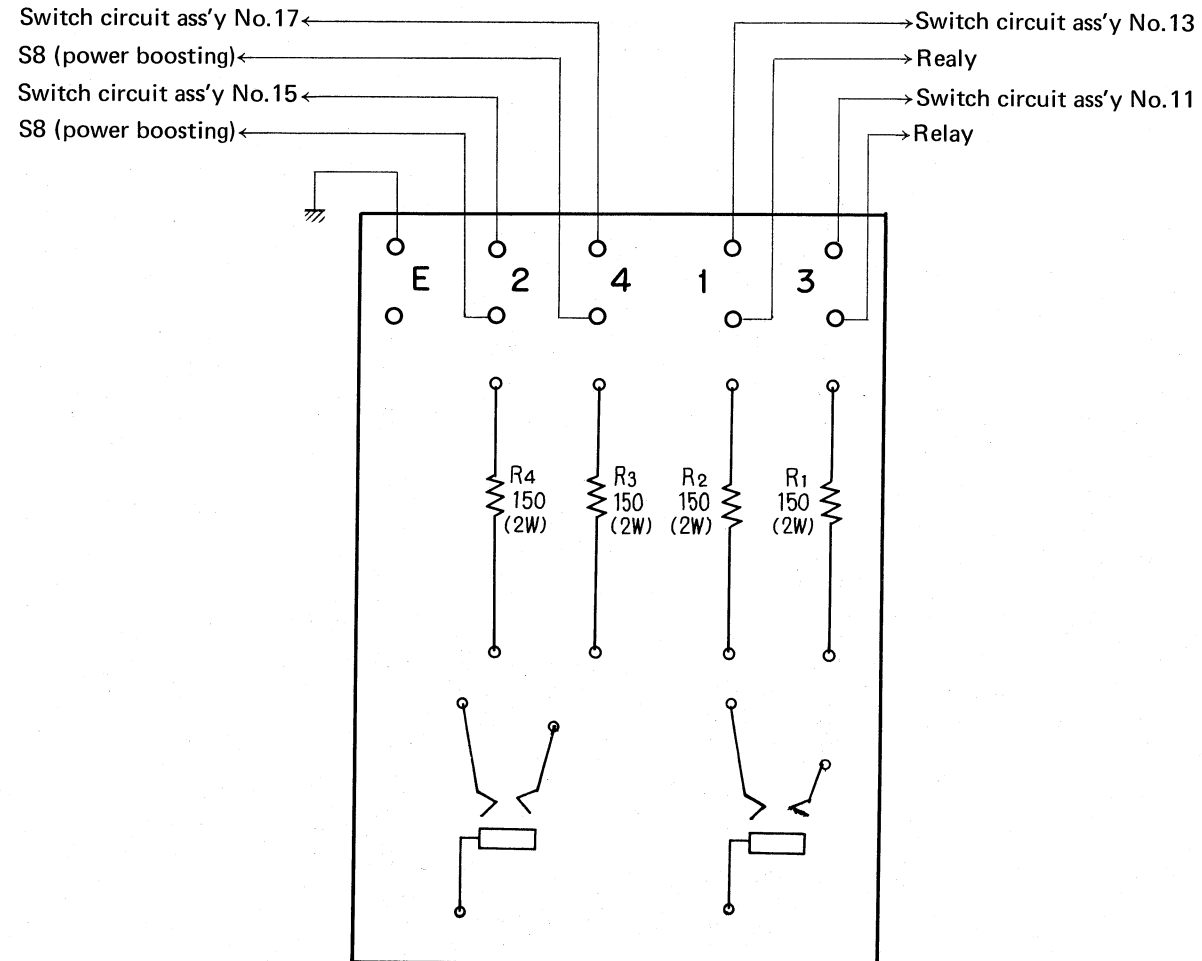 Switch circuit ass'y No.17
S8 (power boosting)
Switch circuit ass'y No.15
S8 (power boosting)
Switch circuit ass'y No.13
Realy
Switch circuit ass'y No.11
Relay
E 2 4 1 3
R4
150
(2W)
R3
150
(2W)
R2
150
(2W)
R1
150
(2W)